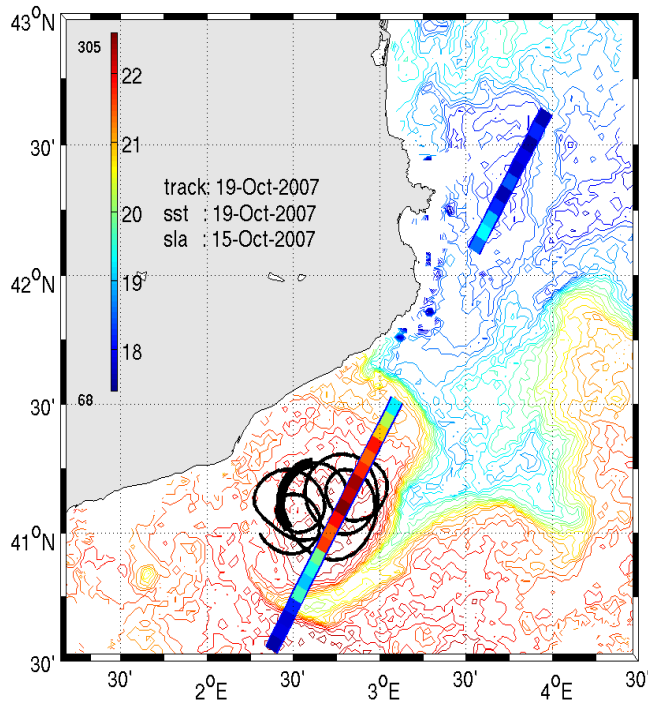 43°N
305
22
21
30'
track: 19-Oct-2007
sst : 19-Oct-2007
20
sla : 15-Oct-2007
42°N
19
18
68
30'
41°N
30'
30' 2°E 30' 3°E 30' 4°E 30'